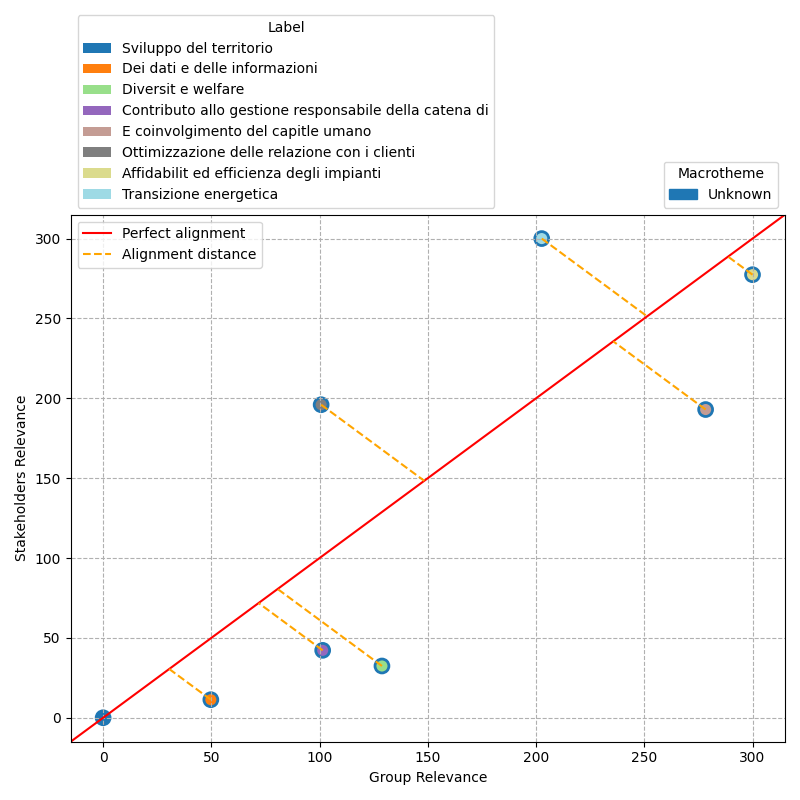 Label
Sviluppo del territorio
Dei dati e delle informazioni
Diversit e welfare
Contributo allo gestione responsabile della catena di
E coinvolgimento del capitle umano
Ottimizzazione delle relazione con i clienti
Affidabilit ed efficienza degli impianti
Transizione energetica
Macrotheme
Unknown
Perfect alignment
Alignment distance
300
250
200
150
100
50
0
Stakeholders Relevance
0 50 100 150 200 250 300
Group Relevance